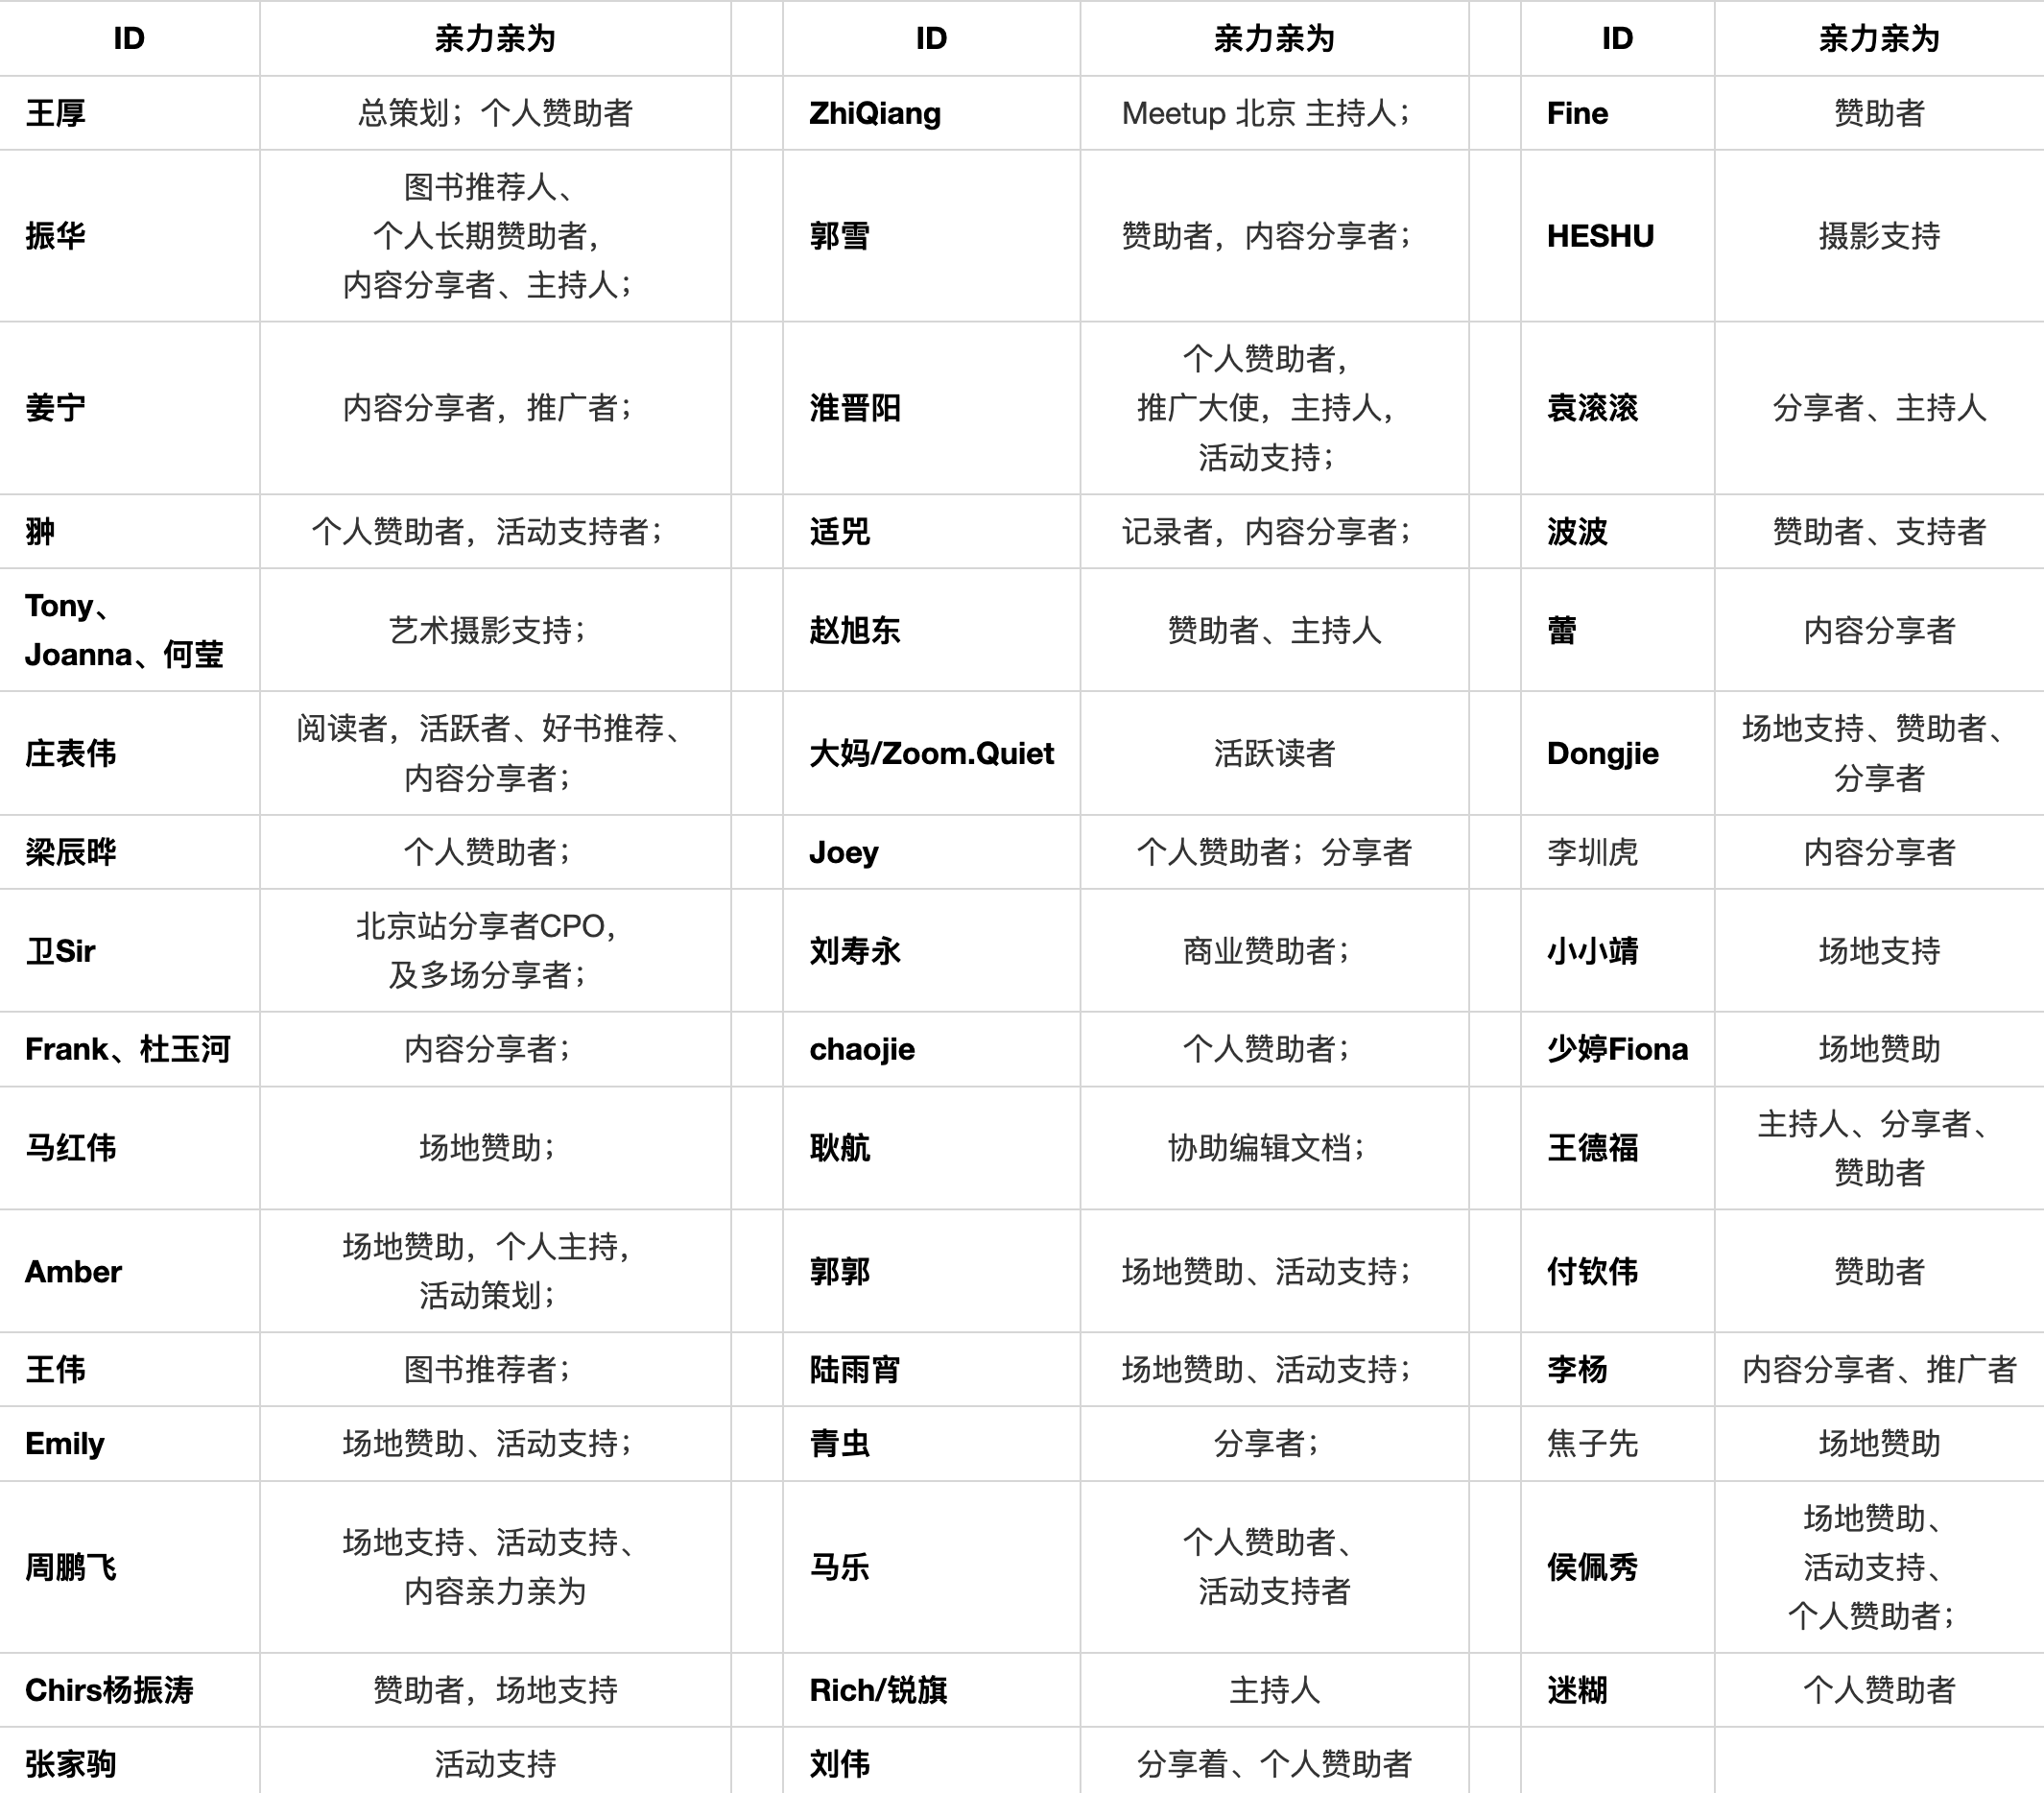 ID 亲力亲为 ID 亲力亲为 ID 亲力亲为
王厚 总策划；个人赞助者 ZhiQiang Meetup 北京 主持人； Fine 赞助者
振华 图书推荐人、
个人长期赞助者，
内容分享者、主持人； 郭雪 赞助者，内容分享者； HESHU 摄影支持
姜宁 内容分享者，推广者； 淮晋阳 个人赞助者，
推广大使，主持人，
活动支持； 袁滚滚 分享者、主持人
翀 个人赞助者，活动支持者； 适兕 记录者，内容分享者； 波波 赞助者、支持者
Tony、
Joanna、何莹 艺术摄影支持； 赵旭东 赞助者、主持人 蕾 内容分享者
庄表伟 阅读者，活跃者、好书推荐、
内容分享者； 大妈/Zoom.Quiet 活跃读者 Dongjie 场地支持、赞助者、
分享者
梁辰晔 个人赞助者； Joey 个人赞助者；分享者 李圳虎 内容分享者
卫Sir 北京站分享者CPO，
及多场分享者； 刘寿永 商业赞助者； 小小靖 场地支持
Frank、杜玉河 内容分享者； chaojie 个人赞助者； 少婷Fiona 场地赞助
马红伟 场地赞助； 耿航 协助编辑文档； 王德福 主持人、分享者、
赞助者
Amber 场地赞助，个人主持，
活动策划； 郭郭 场地赞助、活动支持； 付钦伟 赞助者
王伟 图书推荐者； 陆雨宵 场地赞助、活动支持； 李杨 内容分享者、推广者
Emily 场地赞助、活动支持； 青虫 分享者； 焦子先 场地赞助
周鹏飞 场地支持、活动支持、
内容亲力亲为 马乐 个人赞助者、
活动支持者 侯佩秀 场地赞助、
活动支持、
个人赞助者；
Chirs杨振涛 赞助者，场地支持 Rich/锐旗 主持人 迷糊 个人赞助者
张家驹 活动支持 刘伟 分享着、个人赞助者